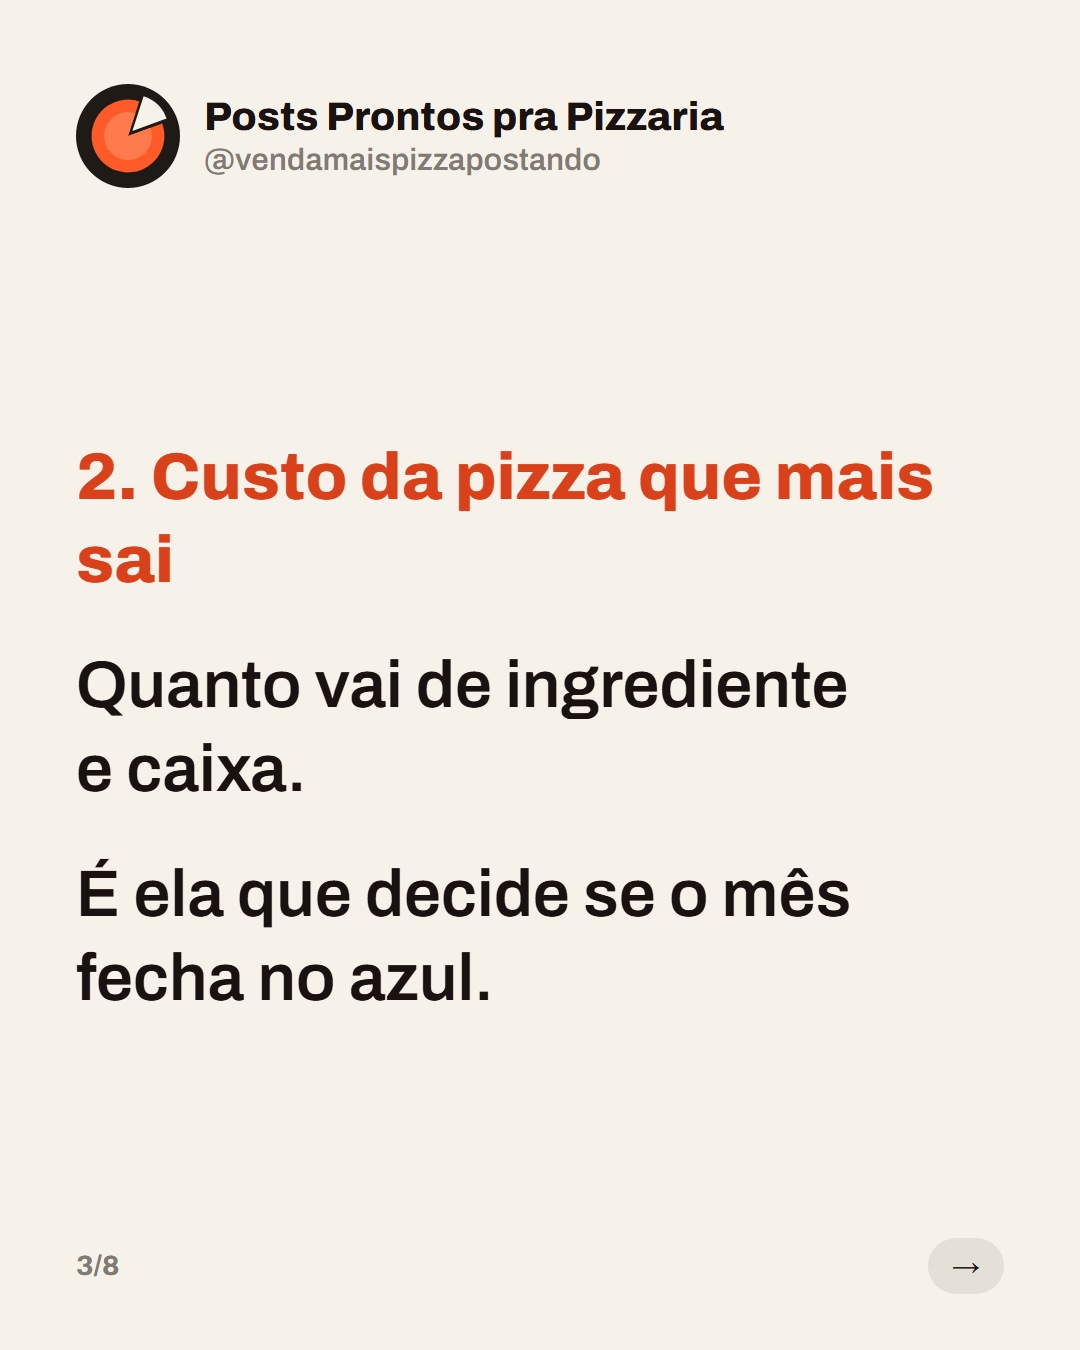 Posts Prontos pra Pizzaria
@vendamaispizzapostando
2. Custo da pizza que mais
sai
Quanto vai de ingrediente
e caixa.
É ela que decide se o mês
fecha no azul.
3/8
→